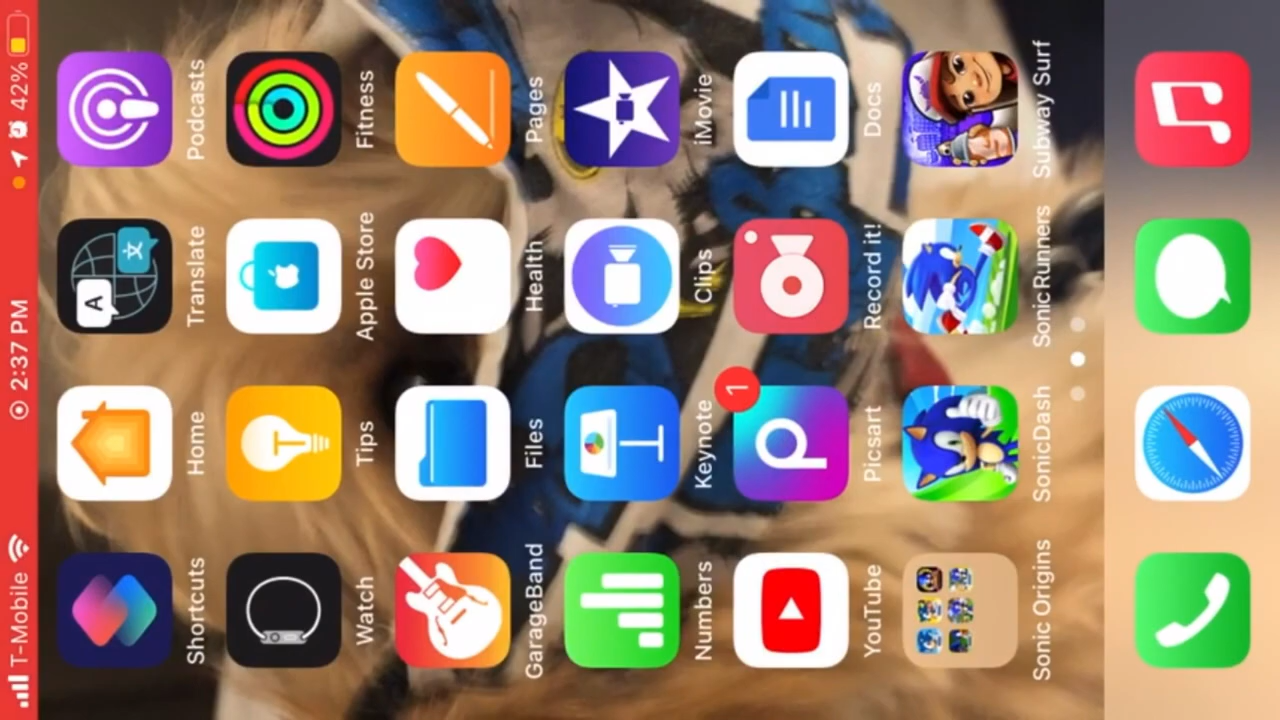 T-Mobile 2:37 PM 42%
Shortcuts Home Translate Podcasts
Watch Tips Apple Store Fitness
GarageBand Files Health Pages
Numbers Keynote Clips iMovie
1
YouTube Picsart Record it! Docs
Sonic Origins SonicDash SonicRunners Subway Surf